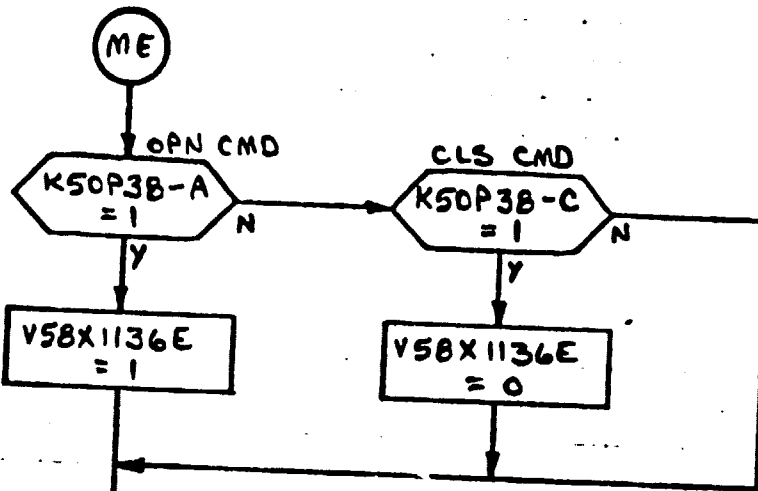 ME
OPN CMD
K50P38-A
= 1
N
Y
V58X1136E
= 1
CLS CMD
K50P38-C
= 1
N
Y
V58X1136E
= 0